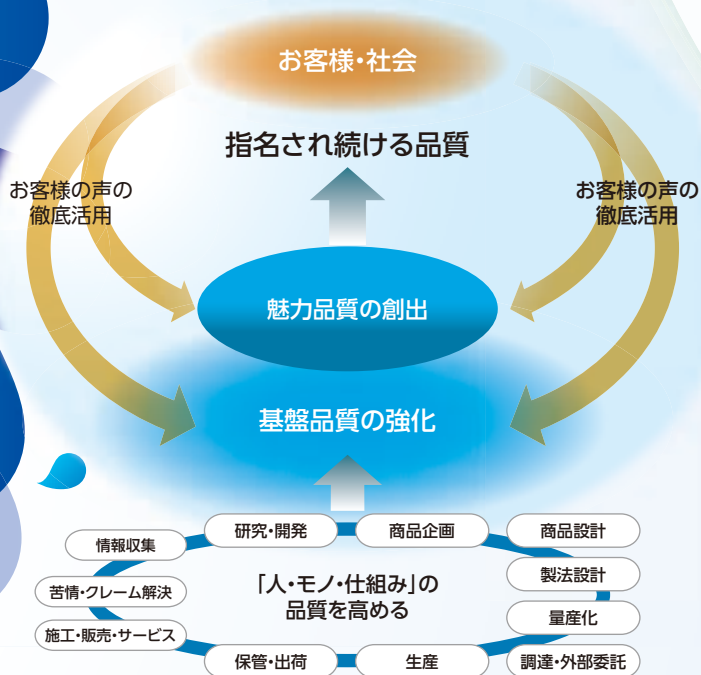 お客様・社会
指名され続ける品質
お客様の声の
徹底活用
お客様の声の
徹底活用
魅力品質の創出
基盤品質の強化
研究・開発
商品企画
商品設計
情報収集
製法設計
「人・モノ・仕組み」の
品質を高める
苦情・クレーム解決
量産化
施工・販売・サービス
保管・出荷
生産
調達・外部委託